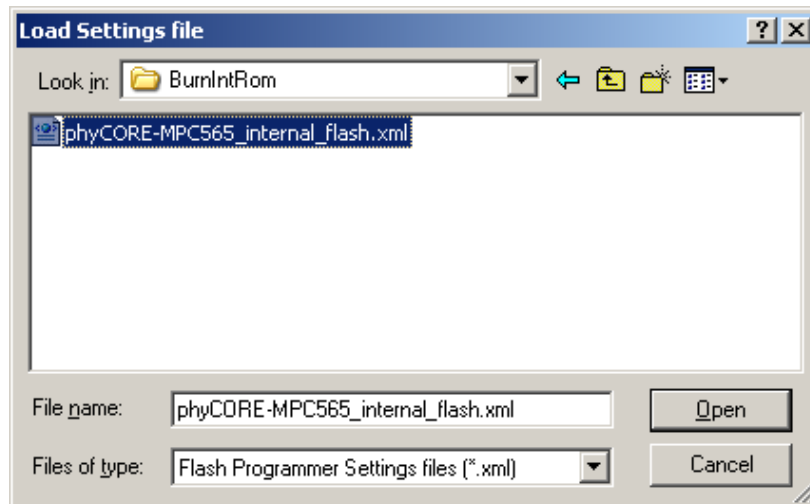 Load Settings file
Look in: BurnIntRom
phyCORE-MPC565_internal_flash.xml
File name: phyCORE-MPC565_internal_flash.xml Open
Files of type: Flash Programmer Settings files (*.xml) Cancel